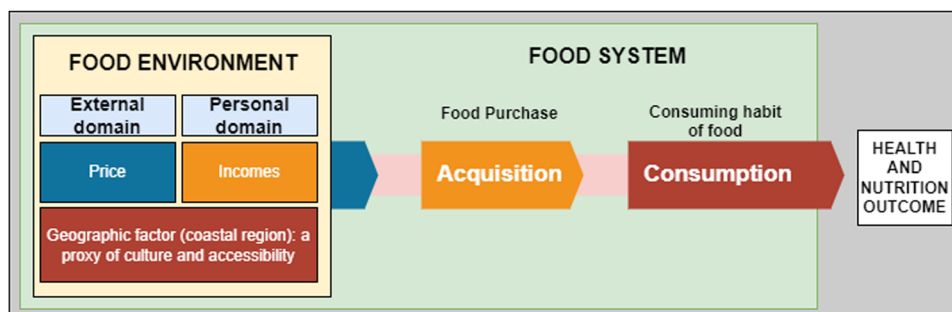 FOOD ENVIRONMENT
FOOD SYSTEM
External
domain
Personal
domain
Price
Incomes
Geographic factor (coastal region): a
proxy of culture and accessibility
Food Purchase
Acquisition
Consuming habit
of food
Consumption
HEALTH
AND
NUTRITION
OUTCOME